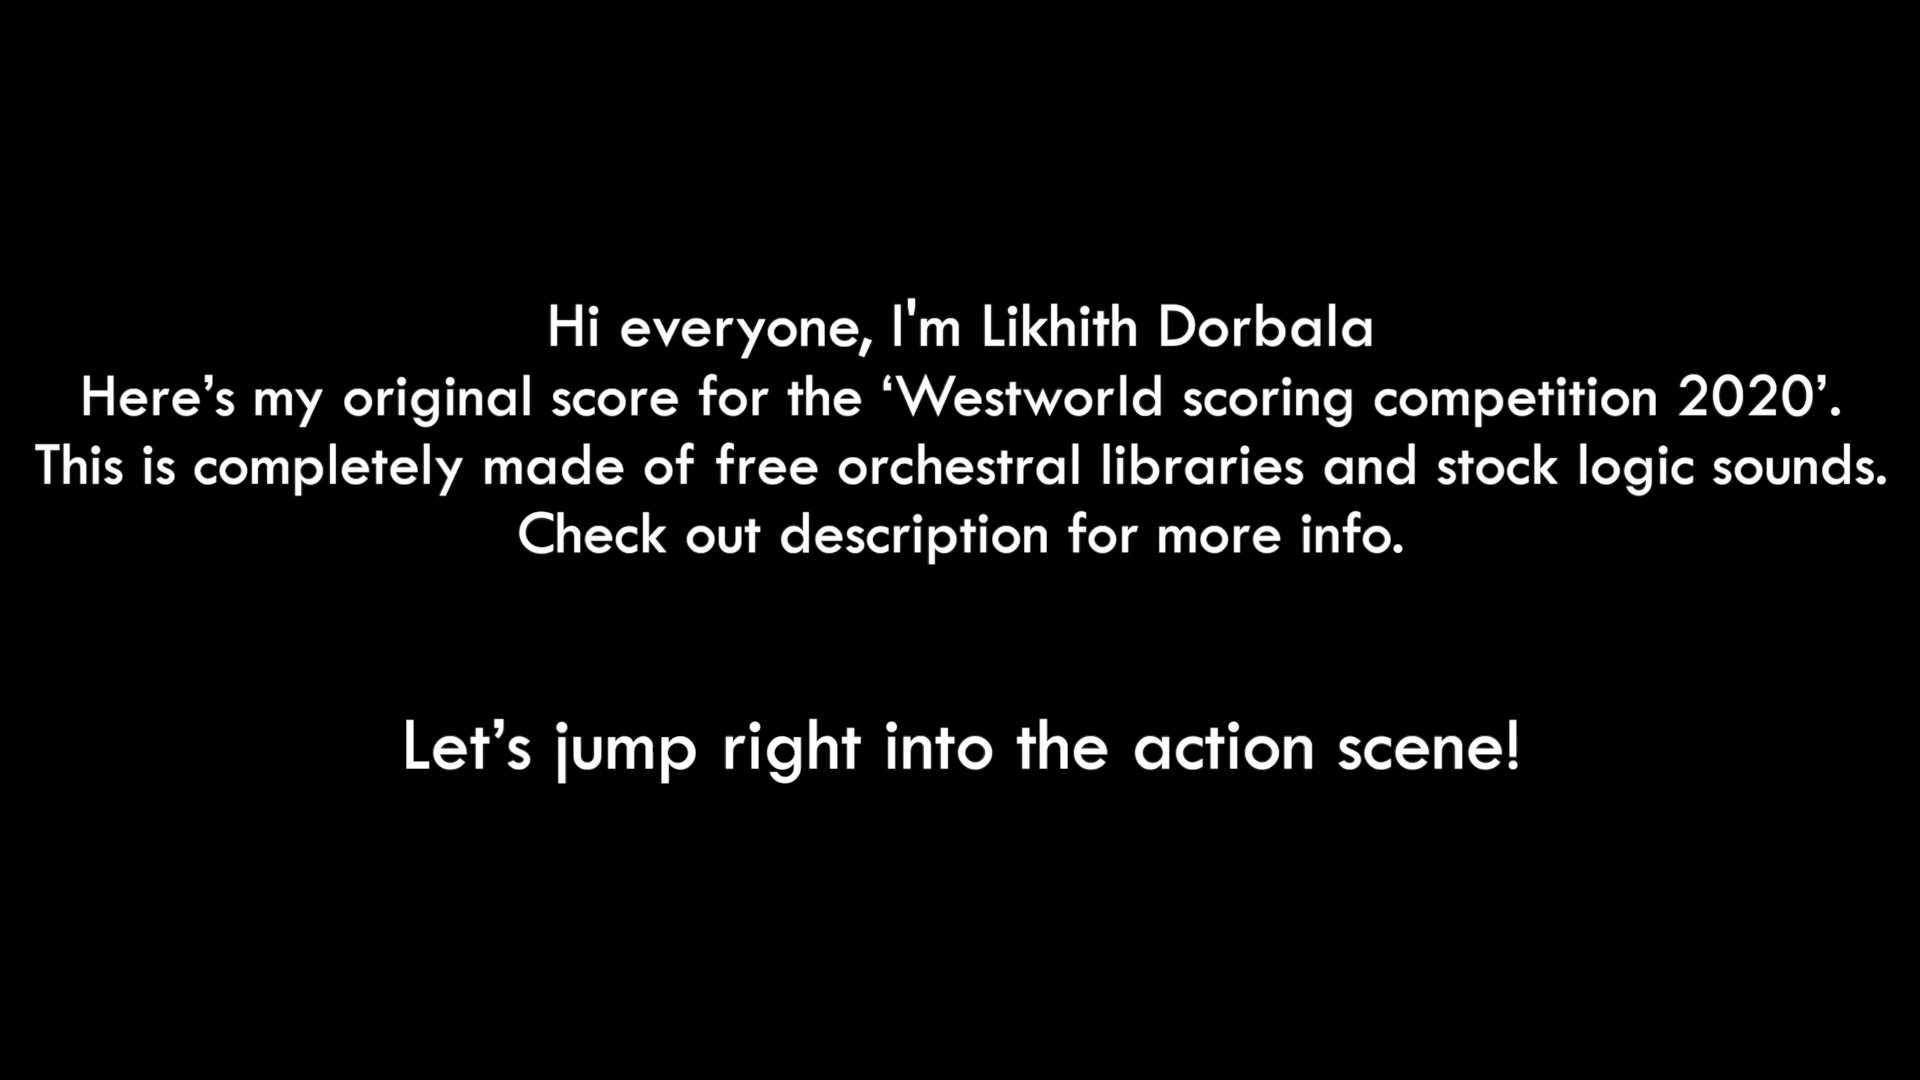 Hi everyone, I'm Likhith Dorbala
Here’s my original score for the ‘Westworld scoring competition 2020’.
This is completely made of free orchestral libraries and stock logic sounds.
Check out description for more info.
Let’s jump right into the action scene!